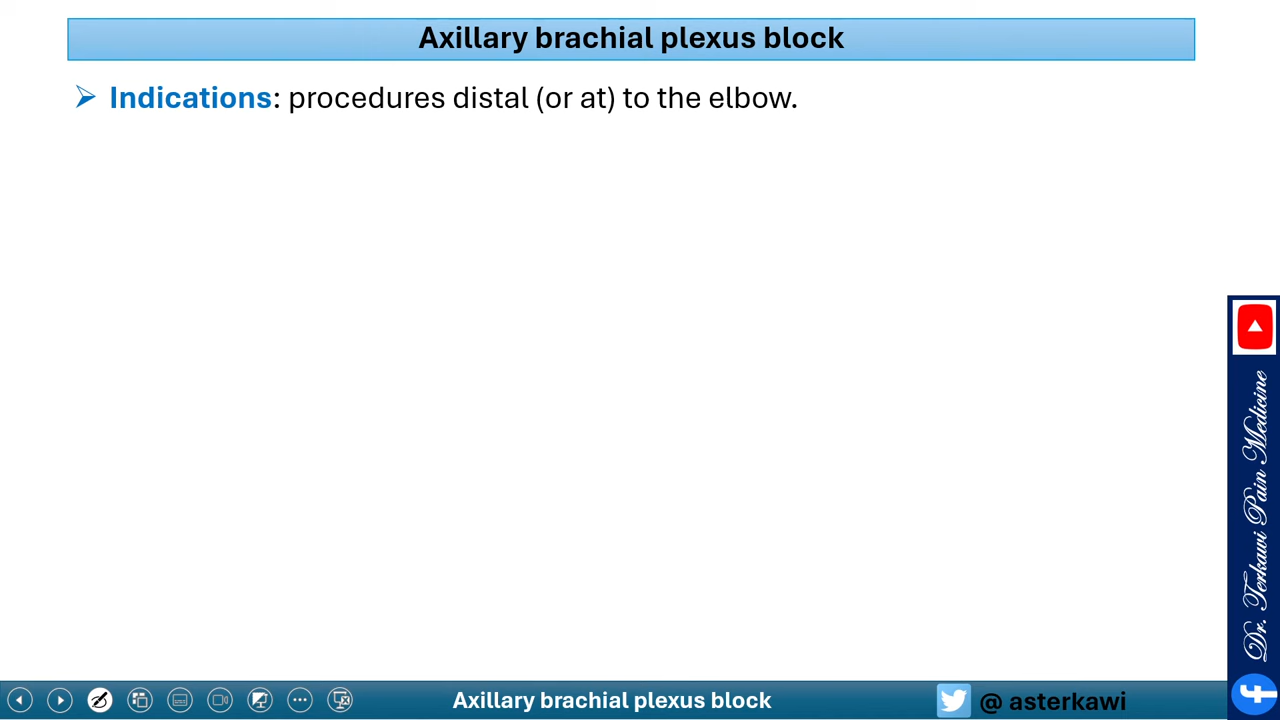 Axillary brachial plexus block
Indications: procedures distal (or at) to the elbow.
Dr. Terkawi Pain Medicine
Axillary brachial plexus block
@ asterkawi